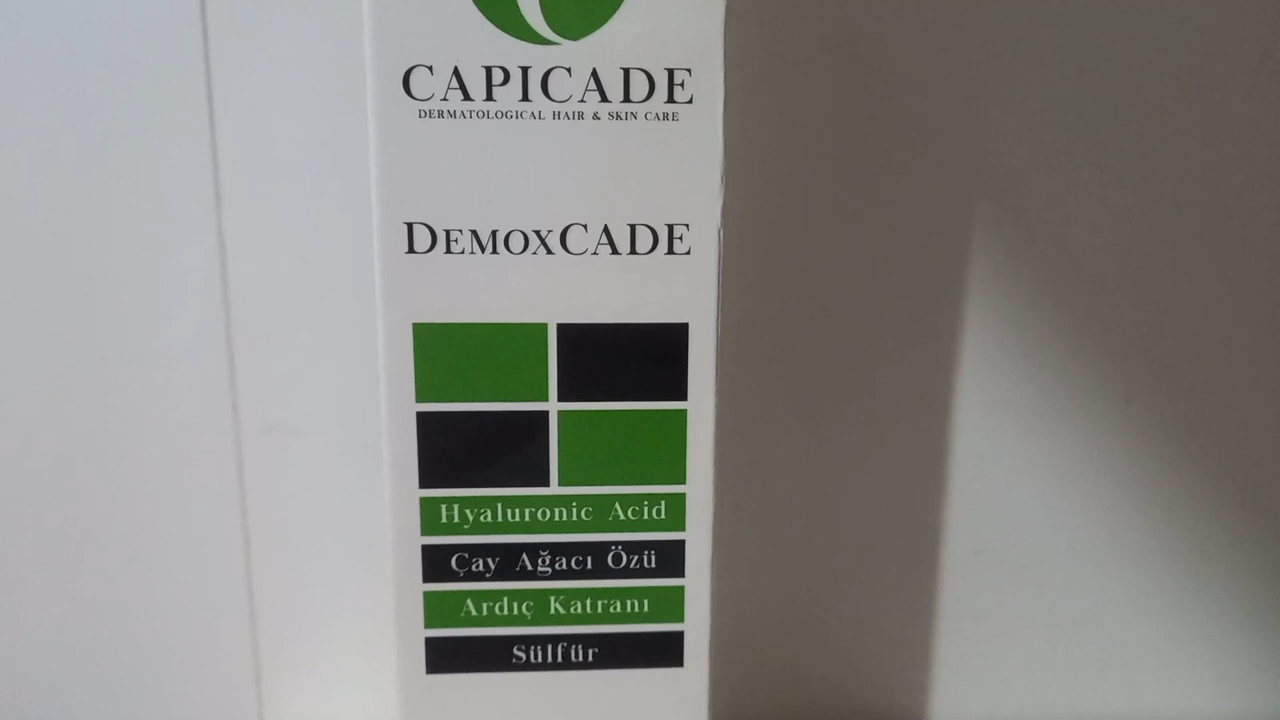 CAPICADE
DERMATOLOGICAL HAIR & SKIN CARE
DEMOXCADE
Hyaluronic Acid
Çay Ağacı Özü
Ardıç Katranı
Sülfür